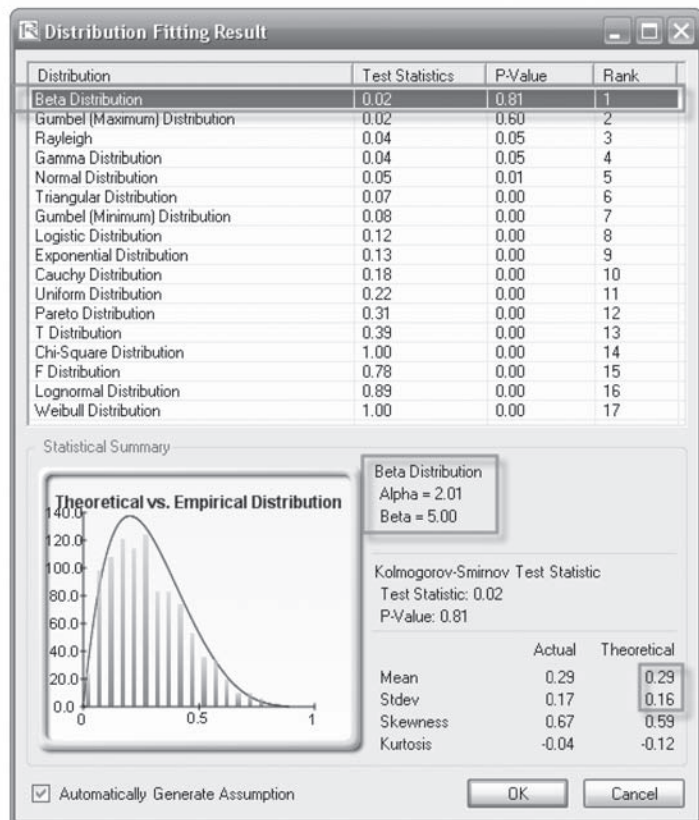 Distribution Fitting Result
Distribution Test Statistics P-Value Rank
Beta Distribution 0.02 0.81 1
Gumbel (Maximum) Distribution 0.02 0.60 2
Rayleigh 0.04 0.05 3
Gamma Distribution 0.04 0.05 4
Normal Distribution 0.05 0.01 5
Triangular Distribution 0.07 0.00 6
Gumbel (Minimum) Distribution 0.08 0.00 7
Logistic Distribution 0.12 0.00 8
Exponential Distribution 0.13 0.00 9
Cauchy Distribution 0.18 0.00 10
Uniform Distribution 0.22 0.00 11
Pareto Distribution 0.31 0.00 12
T Distribution 0.39 0.00 13
Chi-Square Distribution 1.00 0.00 14
F Distribution 0.78 0.00 15
Lognormal Distribution 0.89 0.00 16
Weibull Distribution 1.00 0.00 17
Statistical Summary
Theoretical vs. Empirical Distribution
140.0
120.0
100.0
80.0
60.0
40.0
20.0
0.0
0 0.5 1
Beta Distribution
Alpha = 2.01
Beta = 5.00
Kolmogorov-Smirnov Test Statistic
Test Statistic: 0.02
P-Value: 0.81
Actual Theoretical
Mean 0.29 0.29
Stdev 0.17 0.16
Skewness 0.67 0.59
Kurtosis -0.04 -0.12
Automatically Generate Assumption
OK Cancel